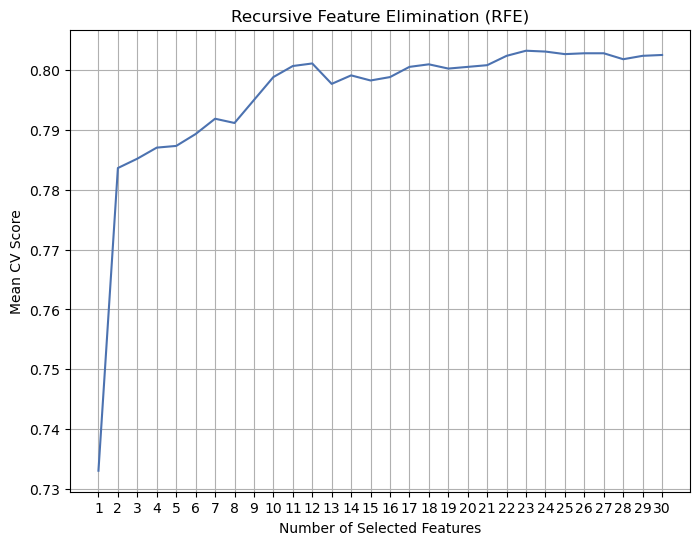 Recursive Feature Elimination (RFE)
0.80
0.79
0.78
0.77
0.76
0.75
0.74
0.73
Mean CV Score
1 2 3 4 5 6 7 8 9 10 11 12 13 14 15 16 17 18 19 20 21 22 23 24 25 26 27 28 29 30
Number of Selected Features